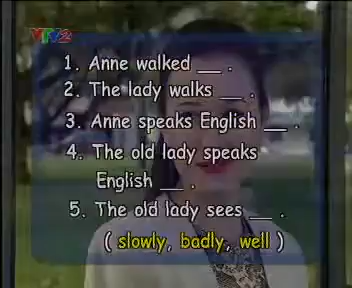 VTV2
1. Anne walked __ .
2. The lady walks __ .
3. Anne speaks English __ .
4. The old lady speaks
English __ .
5. The old lady sees __ .
( slowly, badly, well )